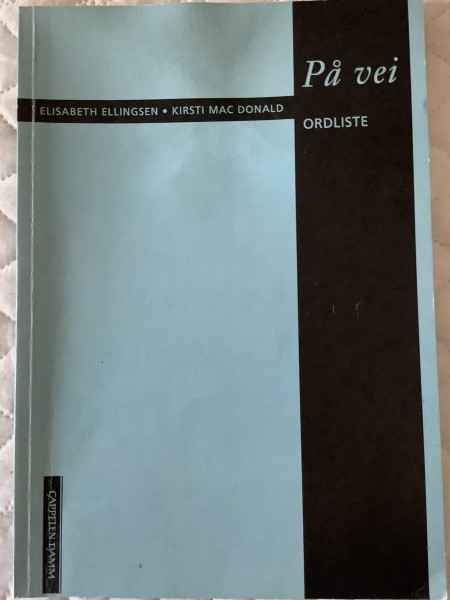 På vei
ELISABETH ELLINGSEN • KIRSTI MAC DONALD
ORDLISTE
CAPPELEN DAMM